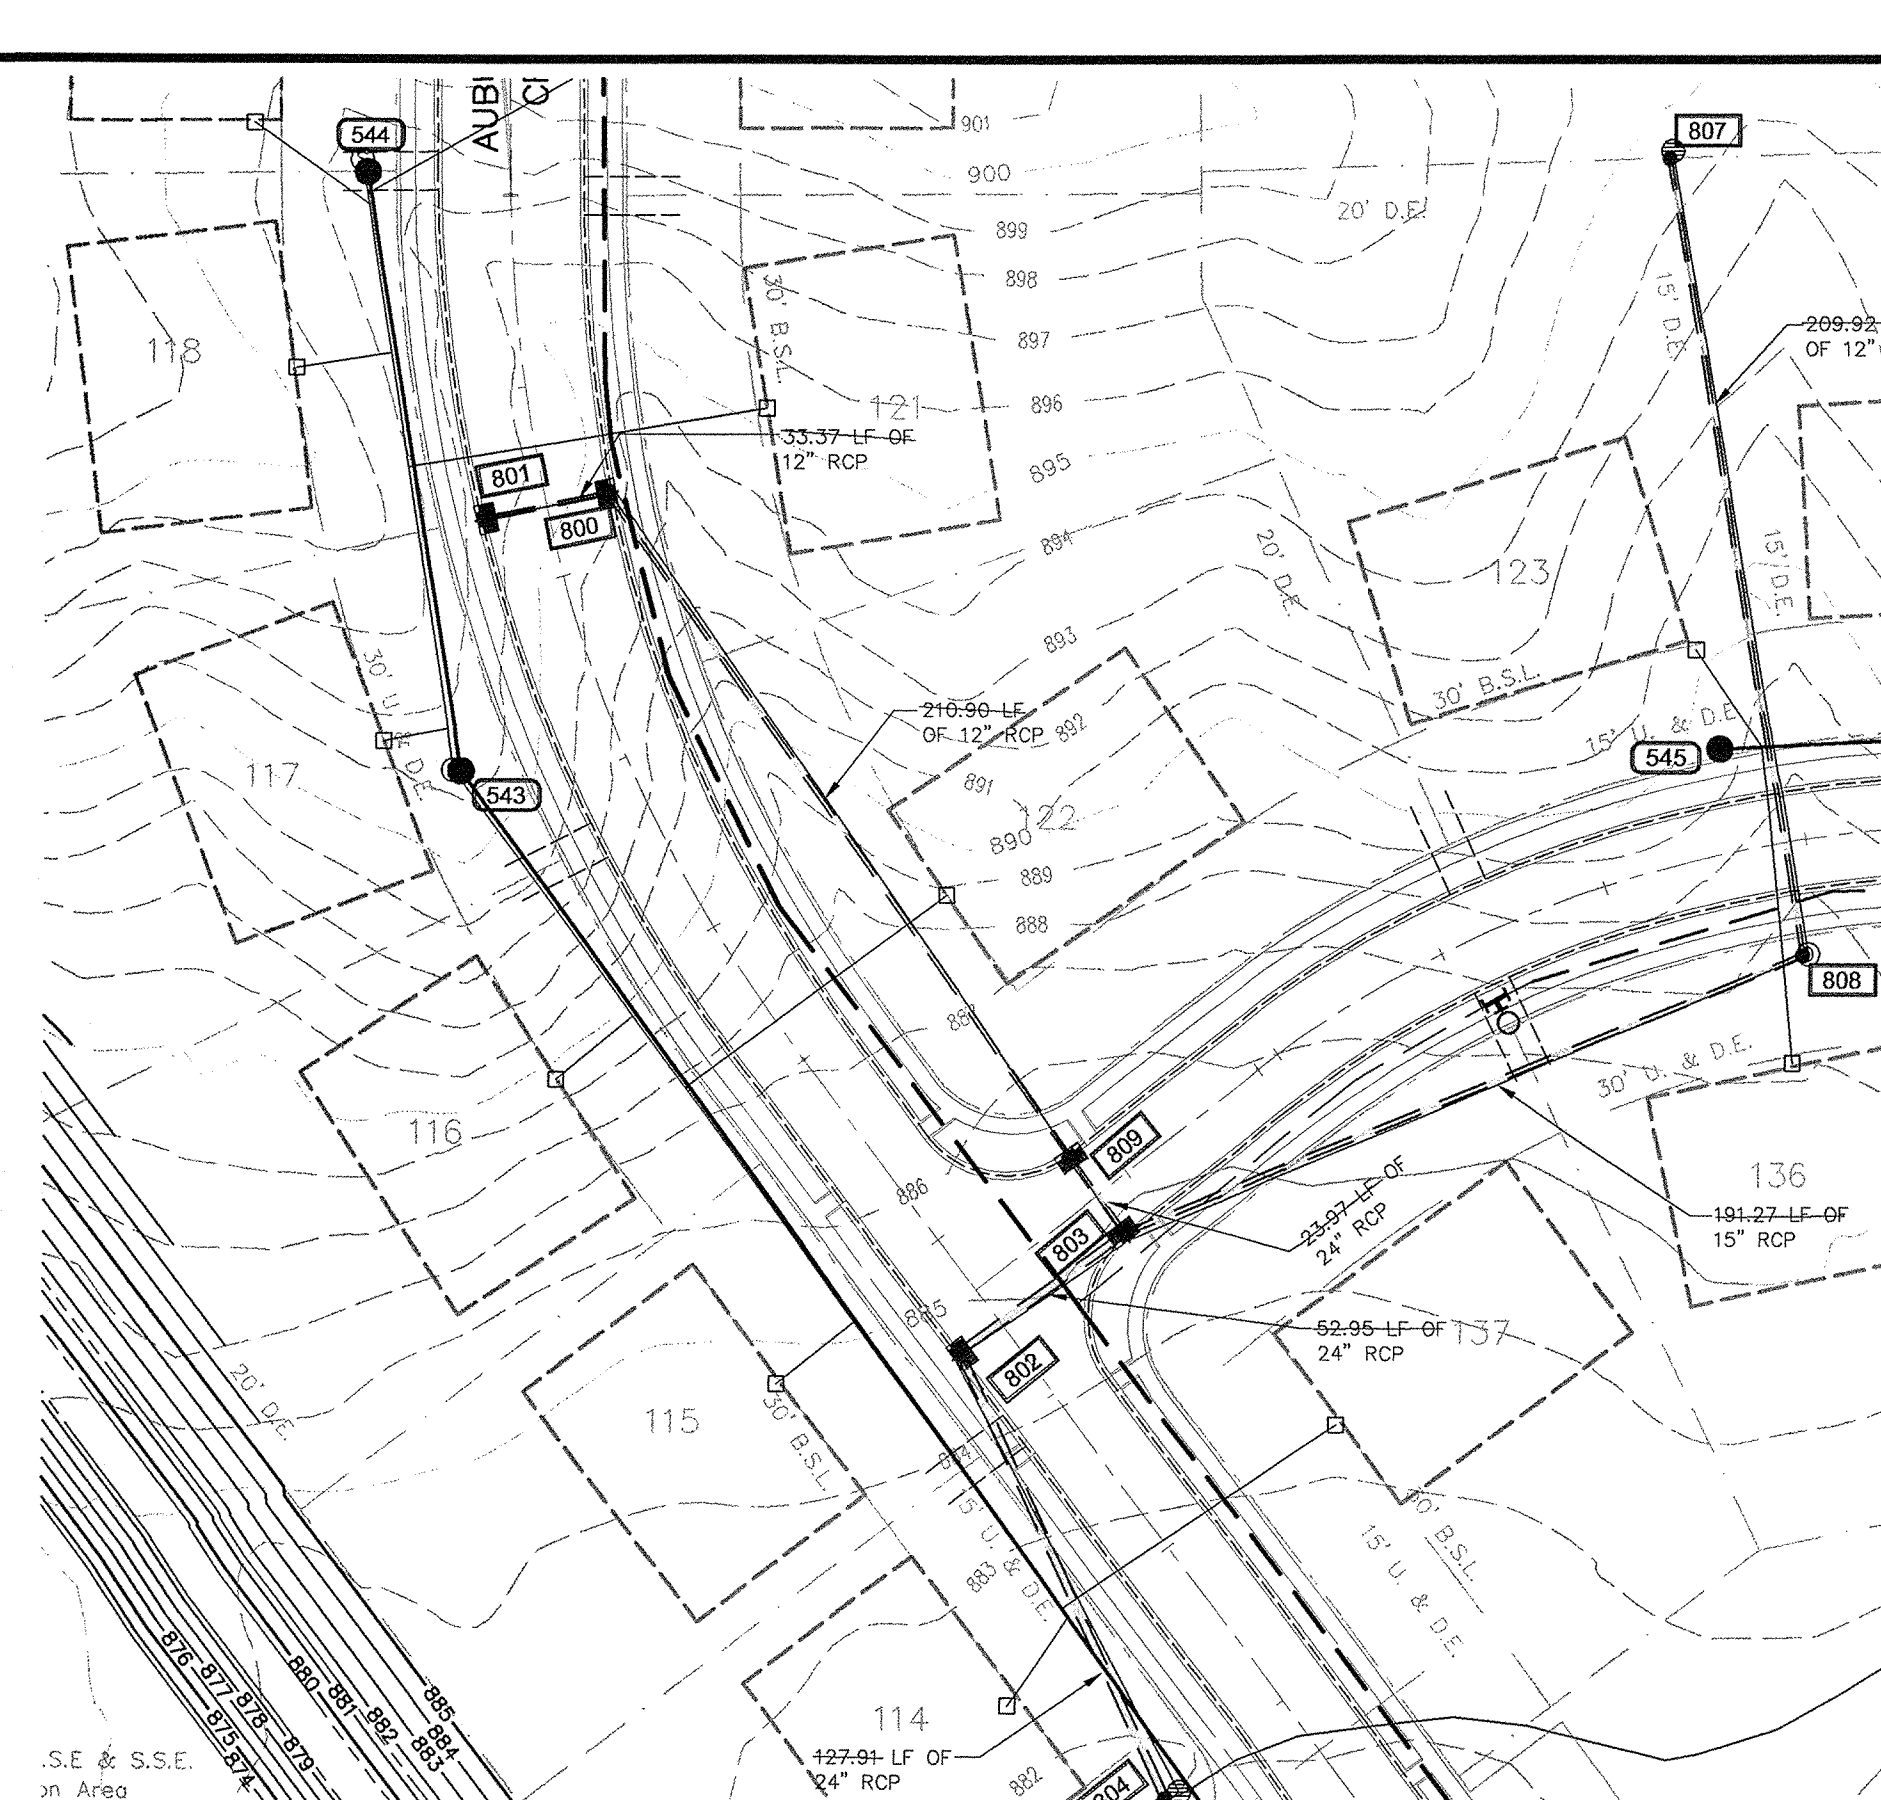 AUBI
CI
544
901
807
900
20' D.E.
899
898
30' B.S.L.
15' D.E.
118
897
209.92
OF 12"
121
896
33.37 LF OF
12" RCP
801
895
800
894
20' D.E.
123
15' D.E.
893
30' U. & D.E.
30' B.S.L.
210.90 LF
OF 12" RCP
892
15' U. & D.E.
545
117
543
891
122
890
889
888
808
887
30' U. & D.E.
116
809
136
886
23.97 LF OF
24" RCP
803
191.27 LF OF
15" RCP
885
52.95 LF OF
24" RCP
137
802
20' D.E.
115
30' B.S.L.
884
15' U. & D.E.
30' B.S.L.
15' U. & D.E.
883
114
127.91 LF OF
24" RCP
882
804
876
877
878
879
875
874
880
881
882
883
884
885
.S.E & S.S.E.
on Area